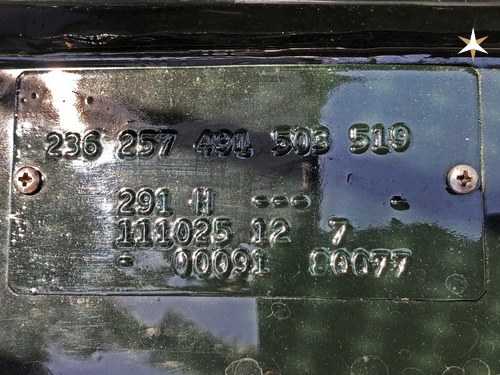 236 257 491 503 519
291 H --- -
111025 12 7
- 00091 80077